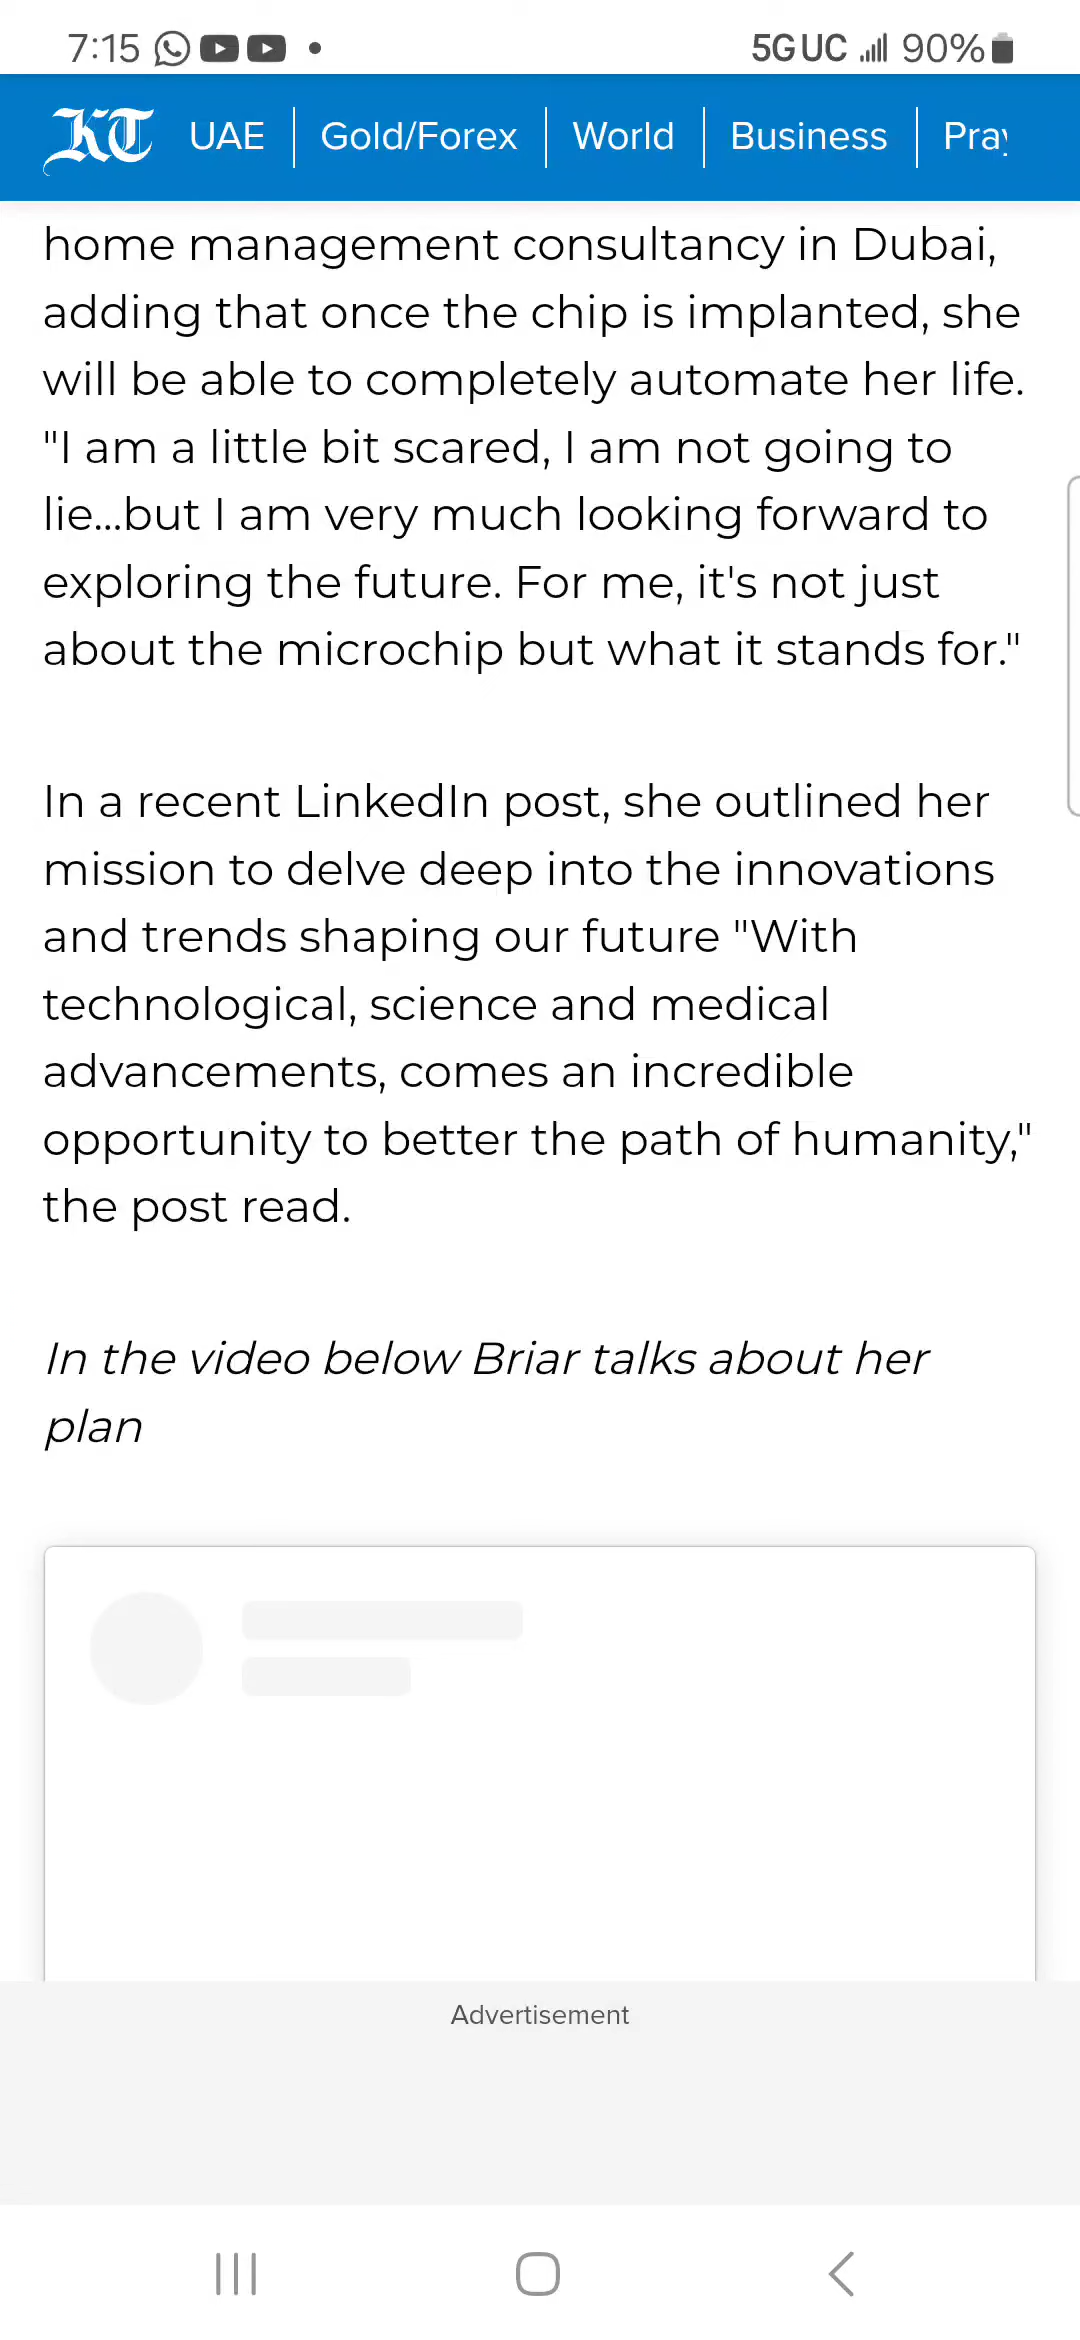 7:15
5G UC 90%
KT UAE Gold/Forex World Business Pray
home management consultancy in Dubai,
adding that once the chip is implanted, she
will be able to completely automate her life.
"I am a little bit scared, I am not going to
lie...but I am very much looking forward to
exploring the future. For me, it's not just
about the microchip but what it stands for."
In a recent LinkedIn post, she outlined her
mission to delve deep into the innovations
and trends shaping our future "With
technological, science and medical
advancements, comes an incredible
opportunity to better the path of humanity,"
the post read.
In the video below Briar talks about her
plan
Advertisement